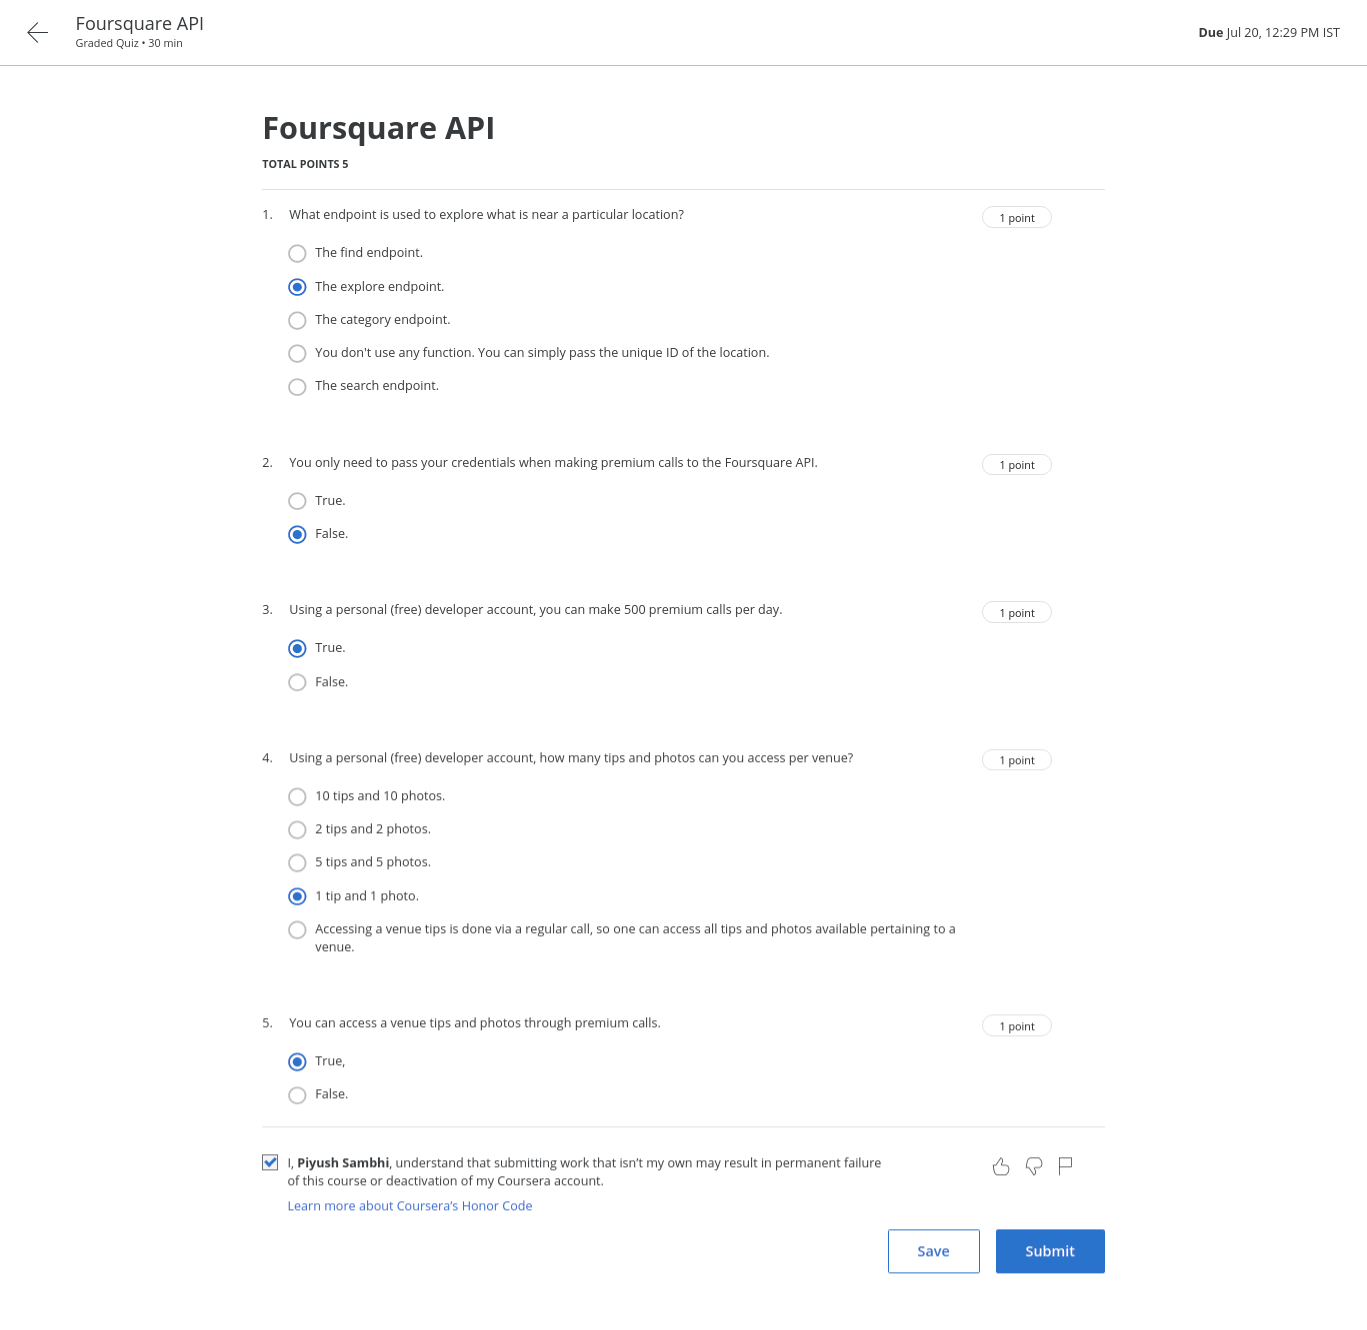 Foursquare API
Graded Quiz • 30 min
Due Jul 20, 12:29 PM IST
Foursquare API
TOTAL POINTS 5
1. What endpoint is used to explore what is near a particular location?
1 point
The find endpoint.
The explore endpoint.
The category endpoint.
You don't use any function. You can simply pass the unique ID of the location.
The search endpoint.
2. You only need to pass your credentials when making premium calls to the Foursquare API.
1 point
True.
False.
3. Using a personal (free) developer account, you can make 500 premium calls per day.
1 point
True.
False.
4. Using a personal (free) developer account, how many tips and photos can you access per venue?
1 point
10 tips and 10 photos.
2 tips and 2 photos.
5 tips and 5 photos.
1 tip and 1 photo.
Accessing a venue tips is done via a regular call, so one can access all tips and photos available pertaining to a
venue.
5. You can access a venue tips and photos through premium calls.
1 point
True,
False.
I, Piyush Sambhi, understand that submitting work that isn’t my own may result in permanent failure
of this course or deactivation of my Coursera account.
Learn more about Coursera’s Honor Code
Save
Submit